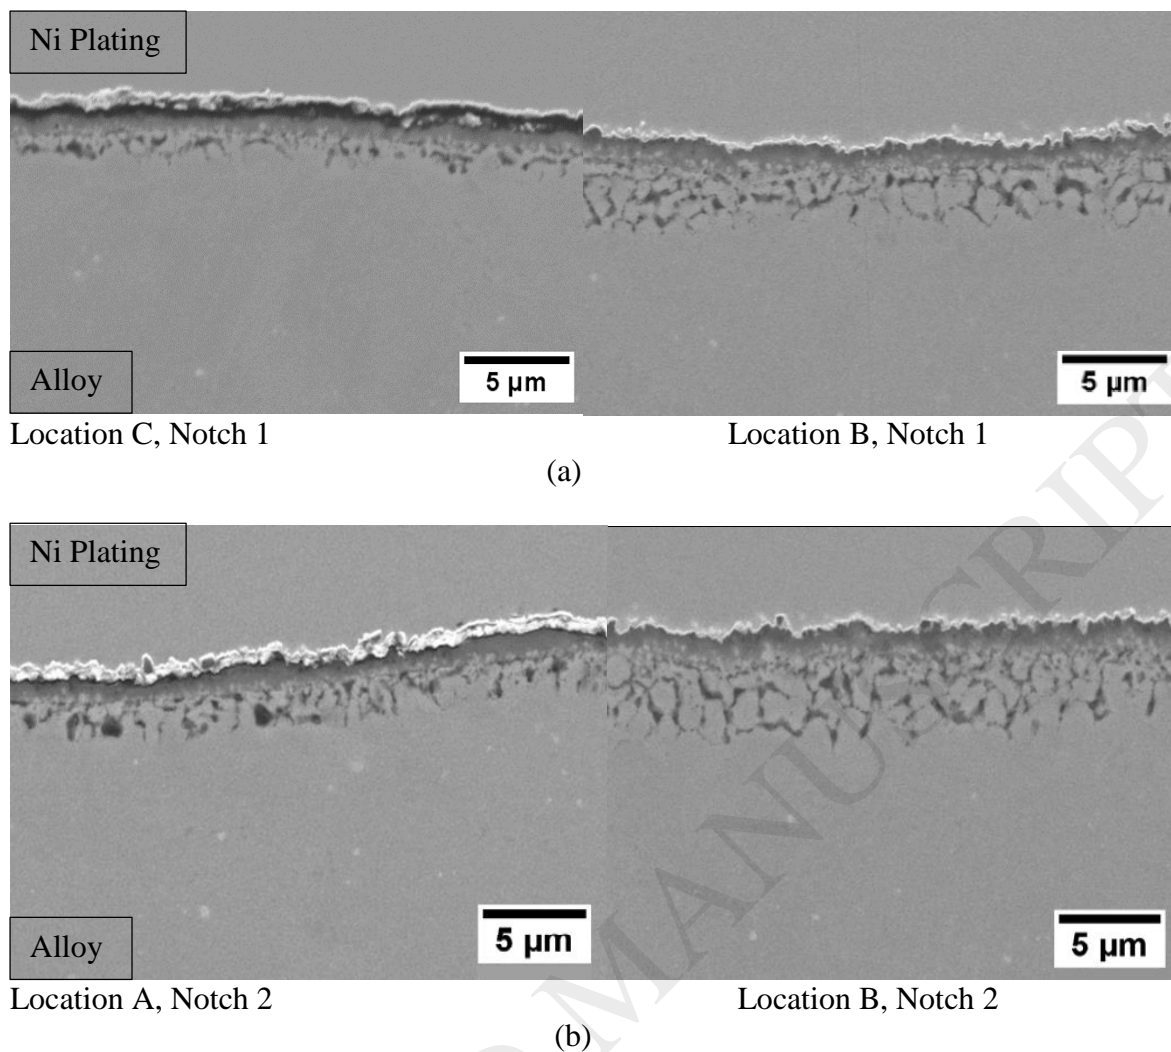 Ni Plating
5 µm
5 µm
Alloy
Location C, Notch 1
Location B, Notch 1
(a)
Ni Plating
5 µm
5 µm
Alloy
Location A, Notch 2
Location B, Notch 2
(b)
MANUSCRIPT